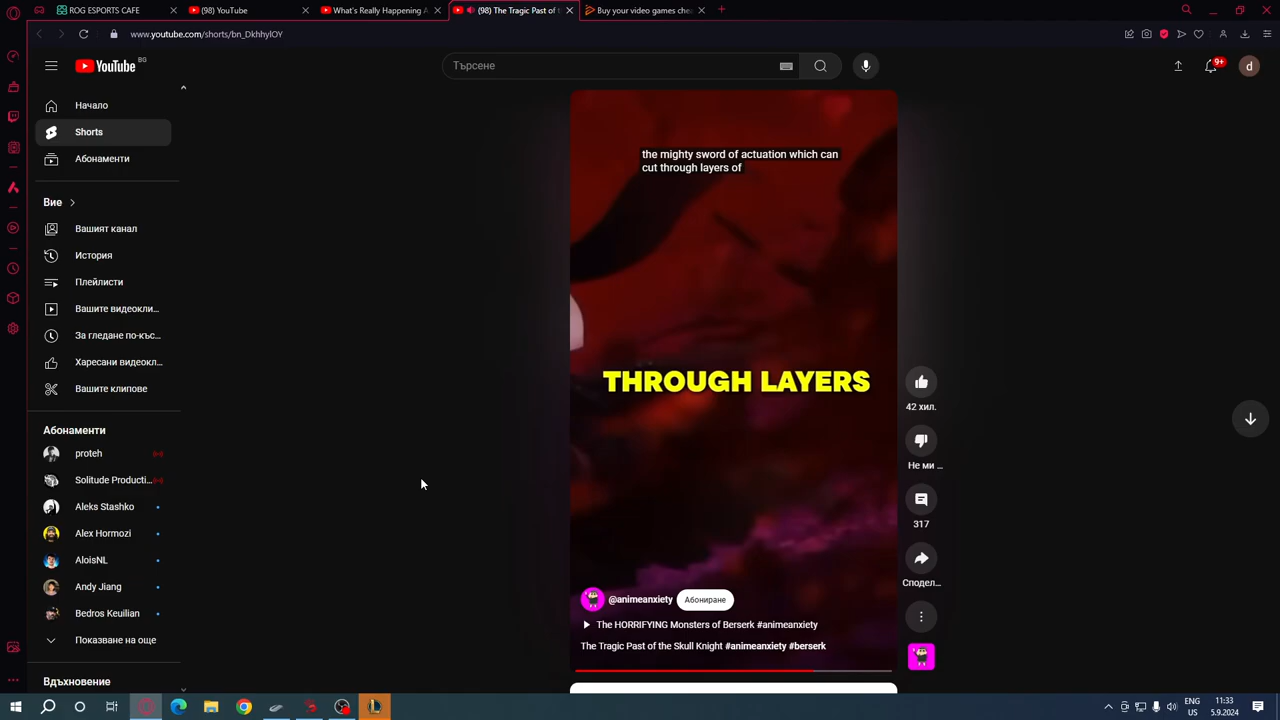 ROG ESPORTS CAFE
(98) YouTube
What's Really Happening A
(98) The Tragic Past of t
Buy your video games chea
www.youtube.com/shorts/bn_DkhhylOY
YouTube
BG
Търсене
9+
d
Начало
Shorts
Абонаменти
Вие
Вашият канал
История
Плейлисти
Вашите видеокли...
За гледане по-къс...
Харесани видеокл...
Вашите клипове
Абонаменти
proteh
Solitude Producti...
Aleks Stashko
Alex Hormozi
AloisNL
Andy Jiang
Bedros Keuilian
Показване на още
Вдъхновение
the mighty sword of actuation which can
cut through layers of
THROUGH LAYERS
42 хил.
Не ми ...
317
Сподел...
@animeanxiety
Абониране
The HORRIFYING Monsters of Berserk #animeanxiety
The Tragic Past of the Skull Knight #animeanxiety #berserk
ENG
US
11:33
5.9.2024